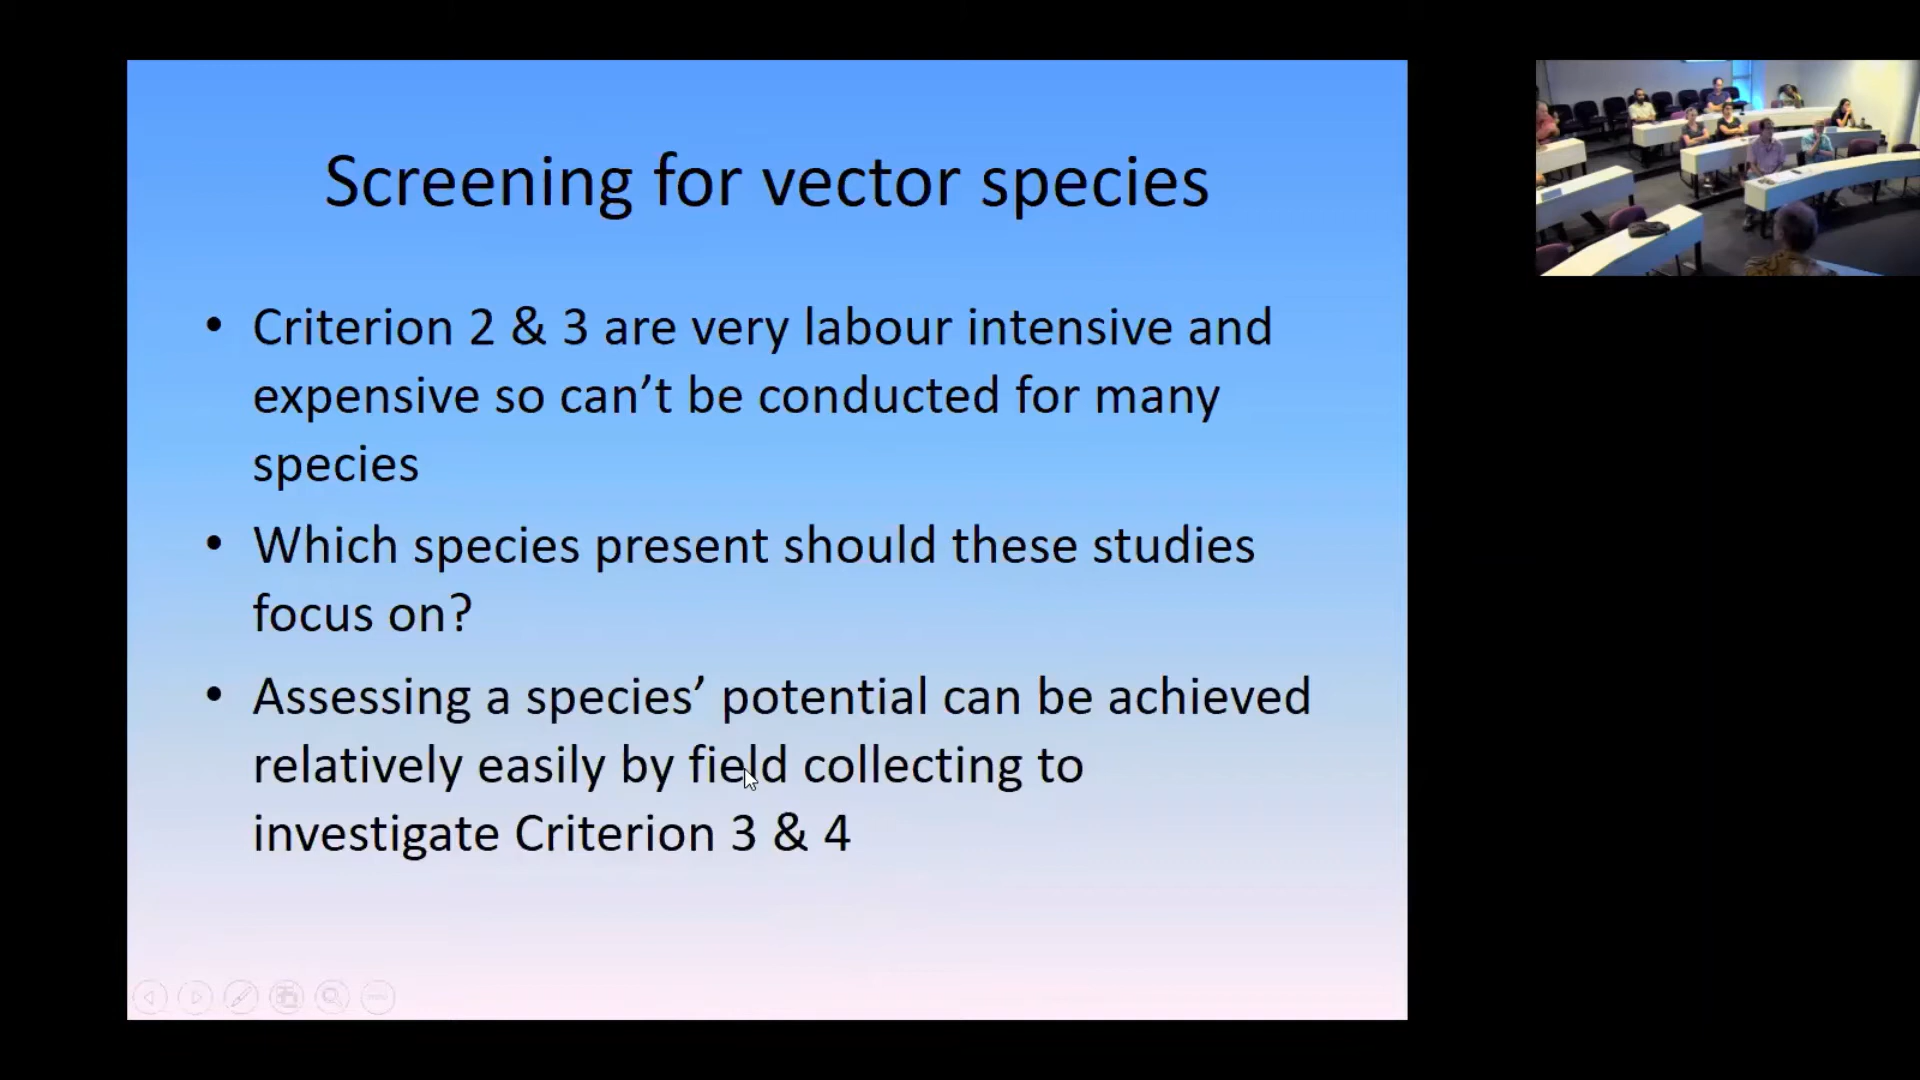 Screening for vector species
• Criterion 2 & 3 are very labour intensive and
expensive so can’t be conducted for many
species
• Which species present should these studies
focus on?
• Assessing a species’ potential can be achieved
relatively easily by field collecting to
investigate Criterion 3 & 4